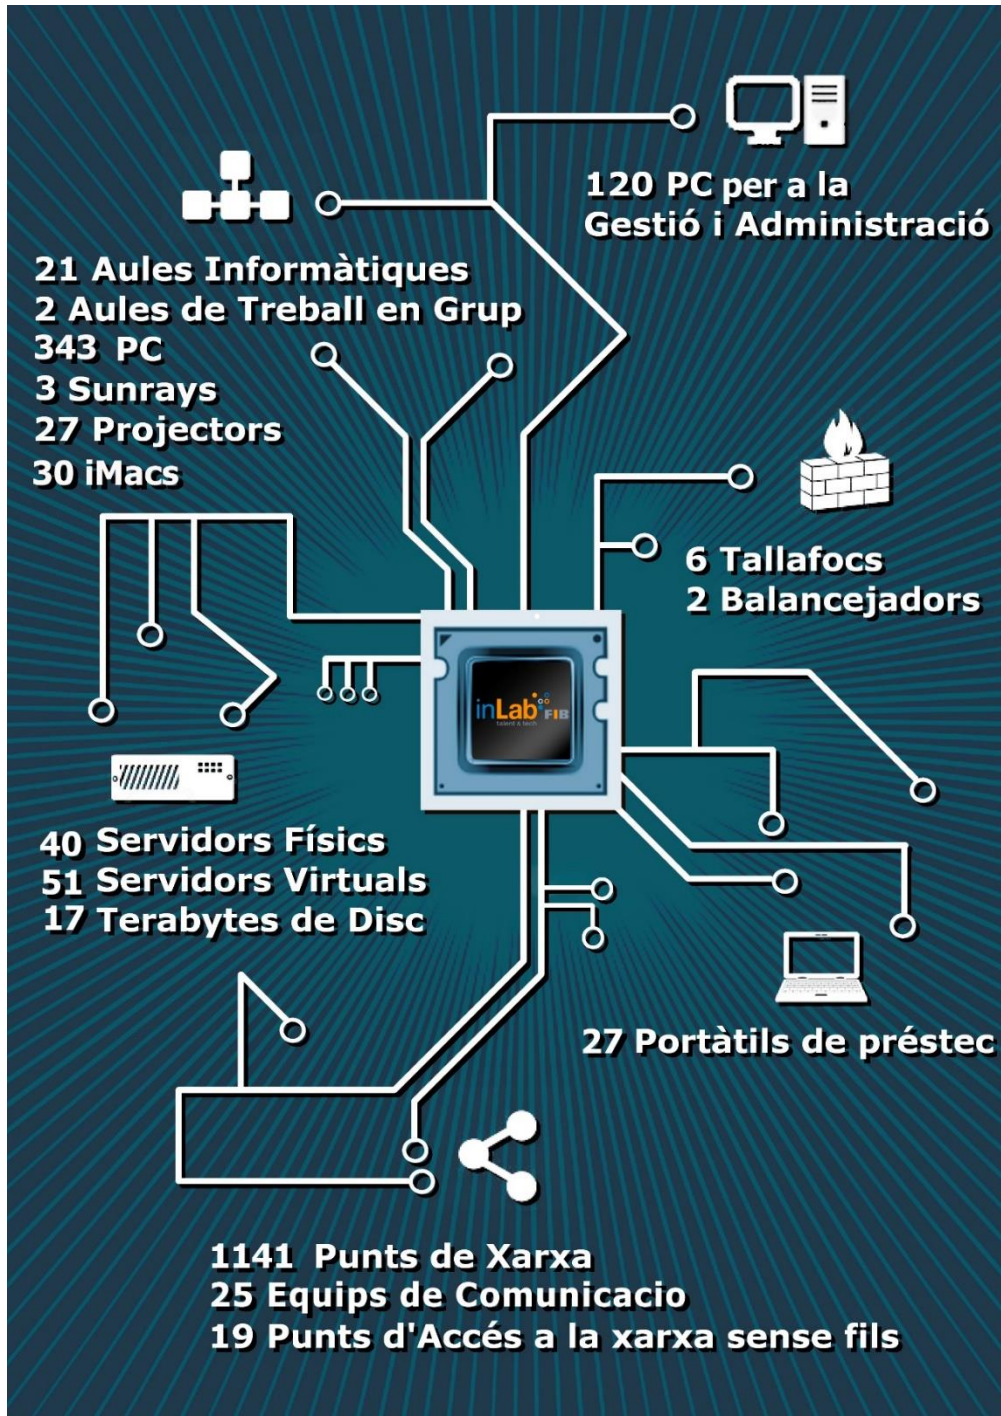 120 PC per a la
Gestió i Administració
21 Aules Informàtiques
2 Aules de Treball en Grup
343 PC
3 Sunrays
27 Projectors
30 iMacs
6 Tallafocs
2 Balancejadors
inLab FIB
talent & tech
40 Servidors Físics
51 Servidors Virtuals
17 Terabytes de Disc
27 Portàtils de préstec
1141 Punts de Xarxa
25 Equips de Comunicacio
19 Punts d'Accés a la xarxa sense fils